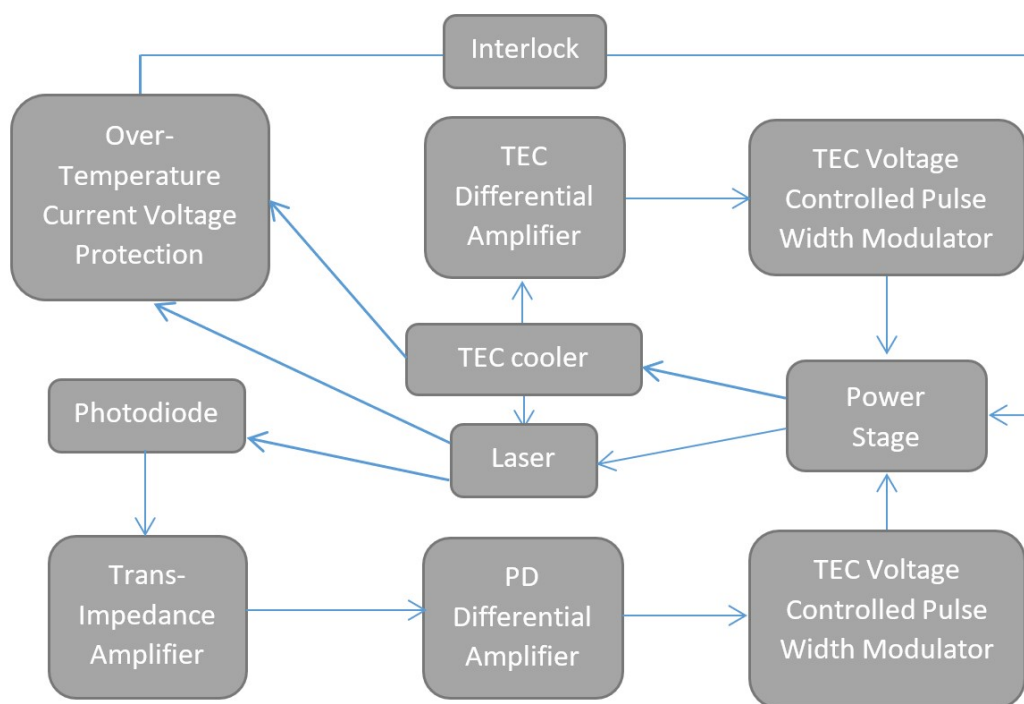 Interlock
Over-
Temperature
Current Voltage
Protection
TEC
Differential
Amplifier
TEC Voltage
Controlled Pulse
Width Modulator
TEC cooler
Power
Stage
Photodiode
Laser
Trans-
Impedance
Amplifier
PD
Differential
Amplifier
TEC Voltage
Controlled Pulse
Width Modulator